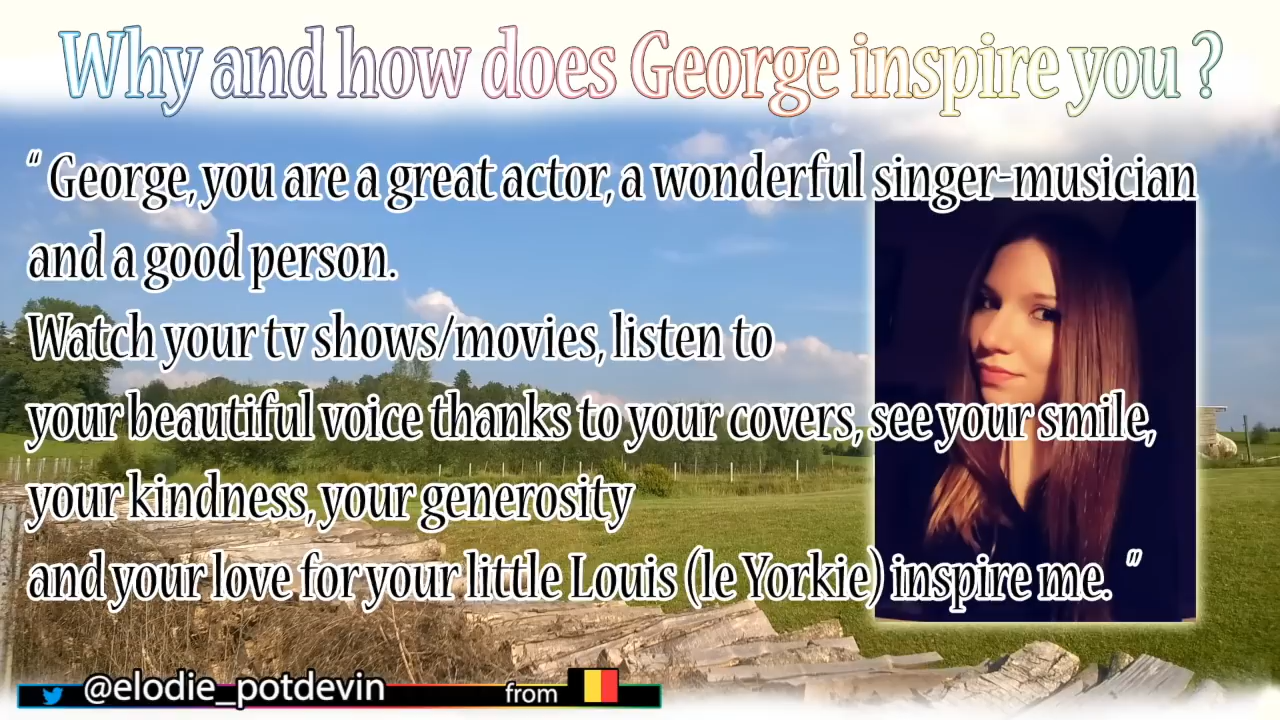 Why and how does George inspire you ?
“ George, you are a great actor, a wonderful singer-musician
and a good person.
Watch your tv shows/movies, listen to
your beautiful voice thanks to your covers, see your smile,
your kindness, your generosity
and your love for your little Louis (le Yorkie) inspire me. ”
@elodie_potdevin from